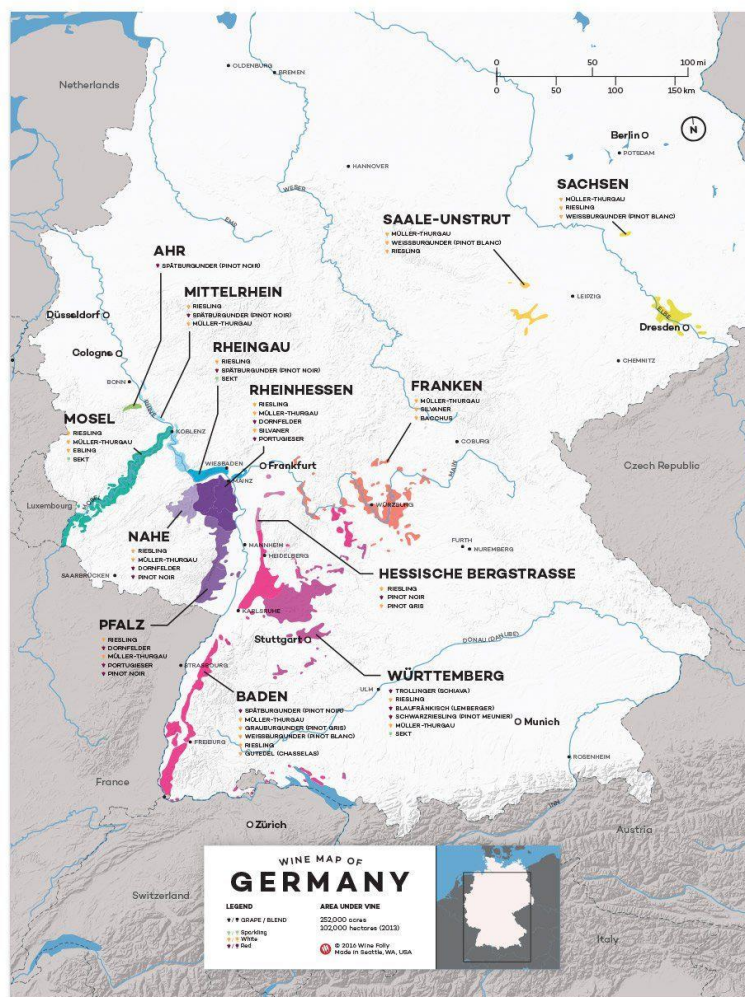 Netherlands
OLDENBURG
BREMEN
0 50 100 mi
0 100 150 km
N
Berlin
POTSDAM
HANNOVER
WESER
EMS
SACHSEN
MÜLLER-THURGAU
RIESLING
WEISSBURGUNDER (PINOT BLANC)
SAALE-UNSTRUT
MÜLLER-THURGAU
WEISSBURGUNDER (PINOT BLANC)
RIESLING
LEIPZIG
ELBE
Dresden
CHEMNITZ
AHR
SPÄTBURGUNDER (PINOT NOIR)
MITTELRHEIN
RIESLING
SPÄTBURGUNDER (PINOT NOIR)
MÜLLER-THURGAU
Düsseldorf
Cologne
BONN
RHINE
RHEINGAU
RIESLING
SPÄTBURGUNDER (PINOT NOIR)
SEKT
RHEINHESSEN
RIESLING
MÜLLER-THURGAU
DORNFELDER
SILVANER
PORTUGIESER
FRANKEN
MÜLLER-THURGAU
SILVANER
BACCHUS
MOSEL
RIESLING
MÜLLER-THURGAU
EBLING
SEKT
KOBLENZ
WIESBADEN
MAINZ
Frankfurt
COBURG
MAIN
WÜRZBURG
Czech Republic
Luxembourg
NAHE
RIESLING
MÜLLER-THURGAU
DORNFELDER
PINOT NOIR
MANNHEIM
HEIDELBERG
FURTH
NUREMBERG
SAARBRÜCKEN
HESSISCHE BERGSTRASSE
RIESLING
PINOT NOIR
PINOT GRIS
PFALZ
RIESLING
DORNFELDER
MÜLLER-THURGAU
PORTUGIESER
PINOT NOIR
KARLSRUHE
Stuttgart
DONAU (DANUBE)
STRASBOURG
ULM
WÜRTTEMBERG
TROLLINGER (SCHIAVA)
RIESLING
BLAUFRÄNKISCH (LEMBERGER)
SCHWARZRIESLING (PINOT MEUNIER)
MÜLLER-THURGAU
SEKT
BADEN
SPÄTBURGUNDER (PINOT NOIR)
MÜLLER-THURGAU
GRAUBURGUNDER (PINOT GRIS)
WEISSBURGUNDER (PINOT BLANC)
RIESLING
GUTEDEL (CHASSELAS)
FREIBURG
Munich
ROSENHEIM
INN
France
Zürich
Austria
Switzerland
Italy
WINE MAP OF
GERMANY
LEGEND
/ GRAPE / BLEND
/ Sparkling
/ White
/ Red
AREA UNDER VINE
252,000 acres
102,000 hectares (2013)
© 2016 Wine Folly
Made in Seattle, WA, USA